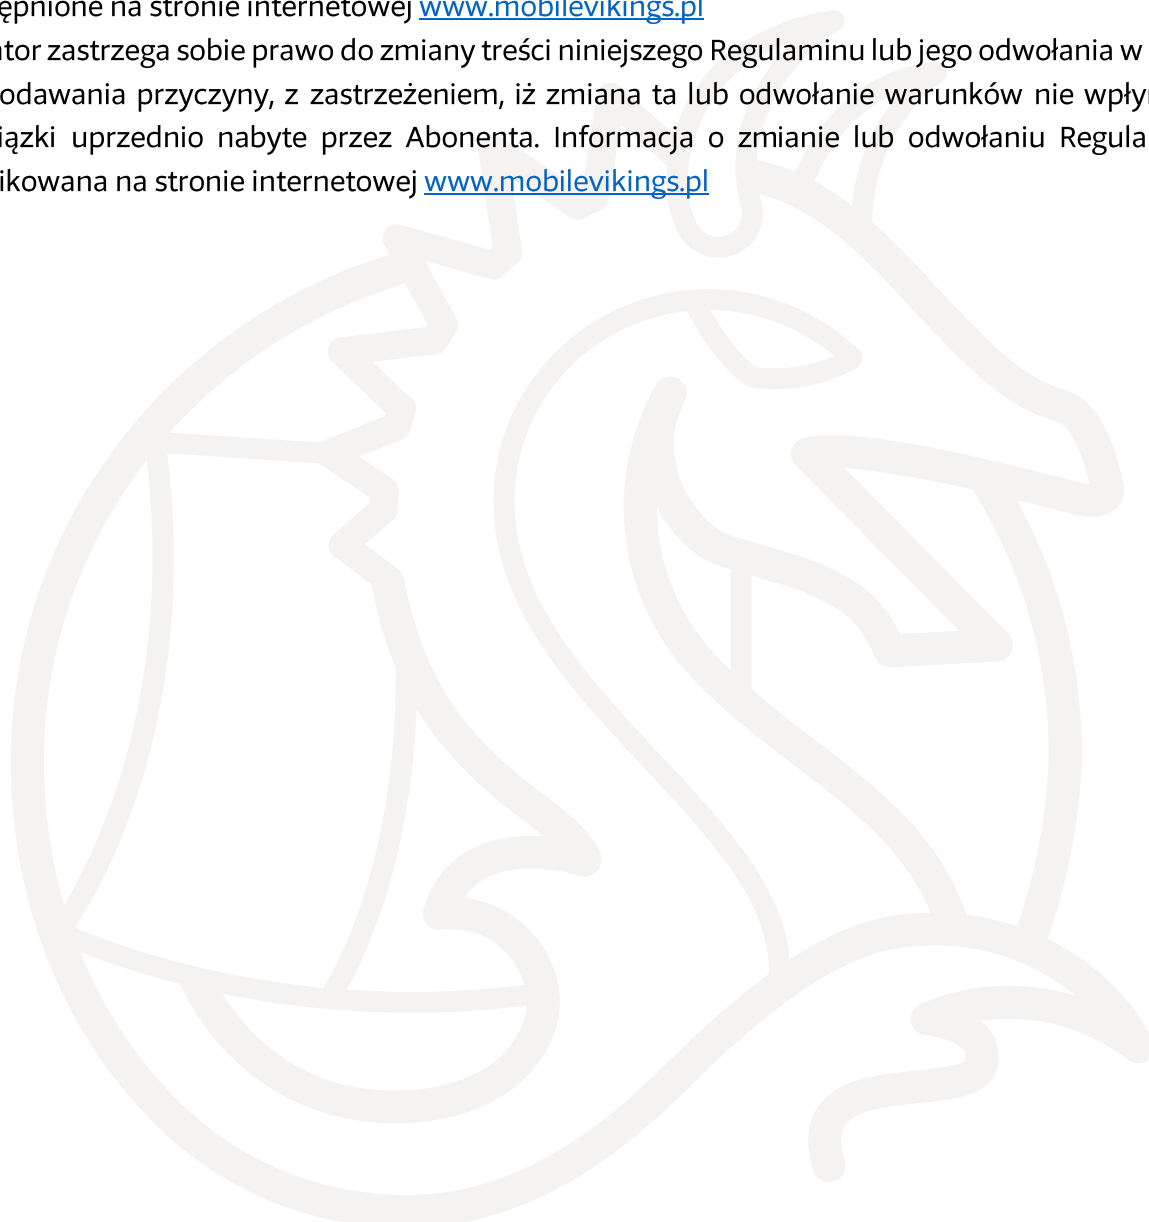 ępnione na stronie internetowej www.mobilevikings.pl
tor zastrzega sobie prawo do zmiany treści niniejszego Regulaminu lub jego odwołania w
odawania przyczyny, z zastrzeżeniem, iż zmiana ta lub odwołanie warunków nie wpły
iązki uprzednio nabyte przez Abonenta. Informacja o zmianie lub odwołaniu Regula
ikowana na stronie internetowej www.mobilevikings.pl